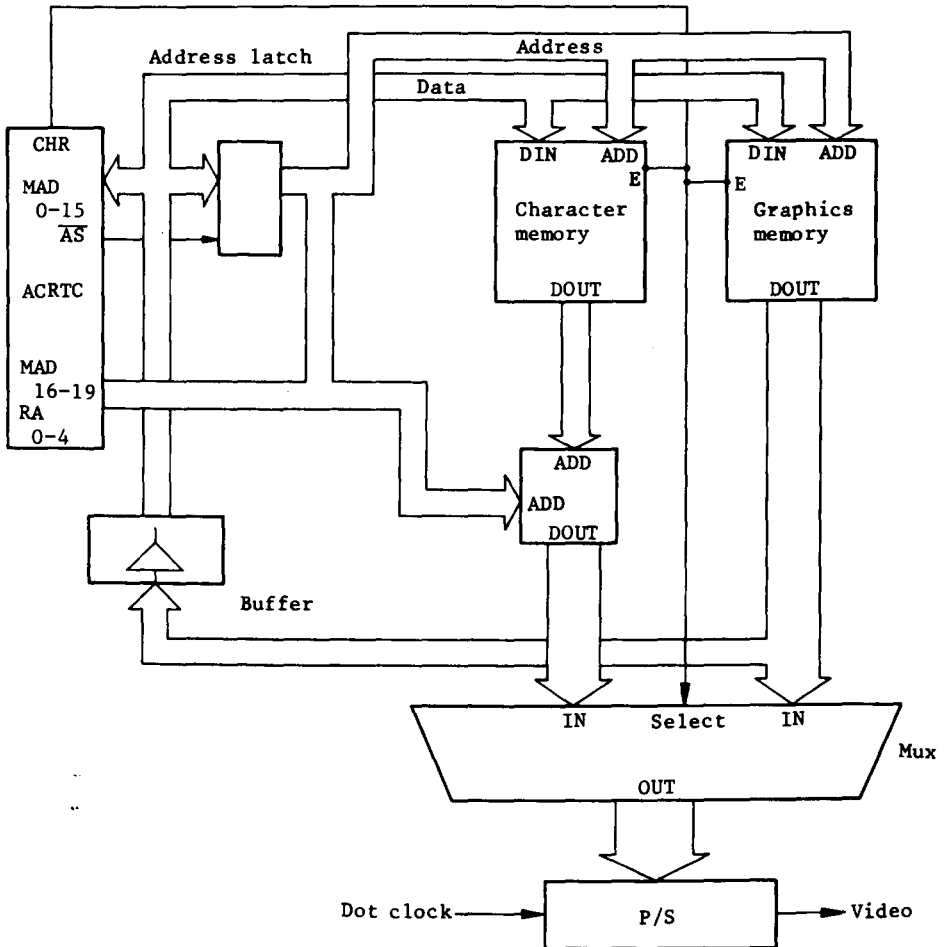 Address
Address latch
Data
CHR
MAD
0-15
AS
ACRTC
MAD
16-19
RA
0-4
DIN
ADD
E
Character
memory
DOUT
DIN
ADD
E
Graphics
memory
DOUT
ADD
ADD
DOUT
Buffer
IN
Select
IN
Mux
OUT
Dot clock
P/S
Video